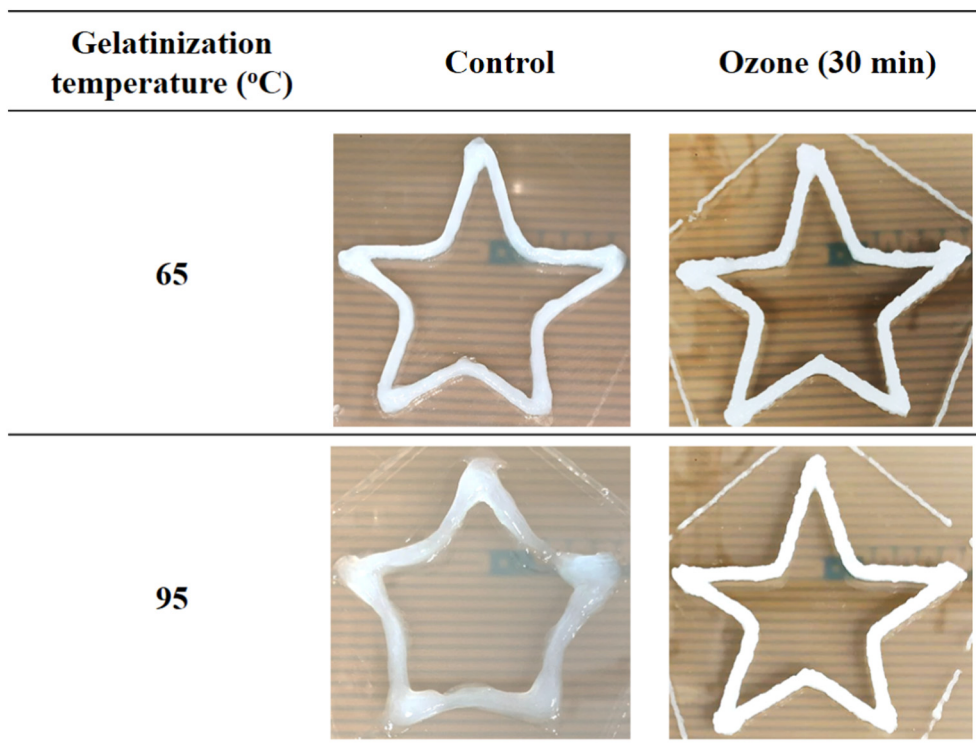 Gelatinization
temperature (°C)
Control
Ozone (30 min)
65
95